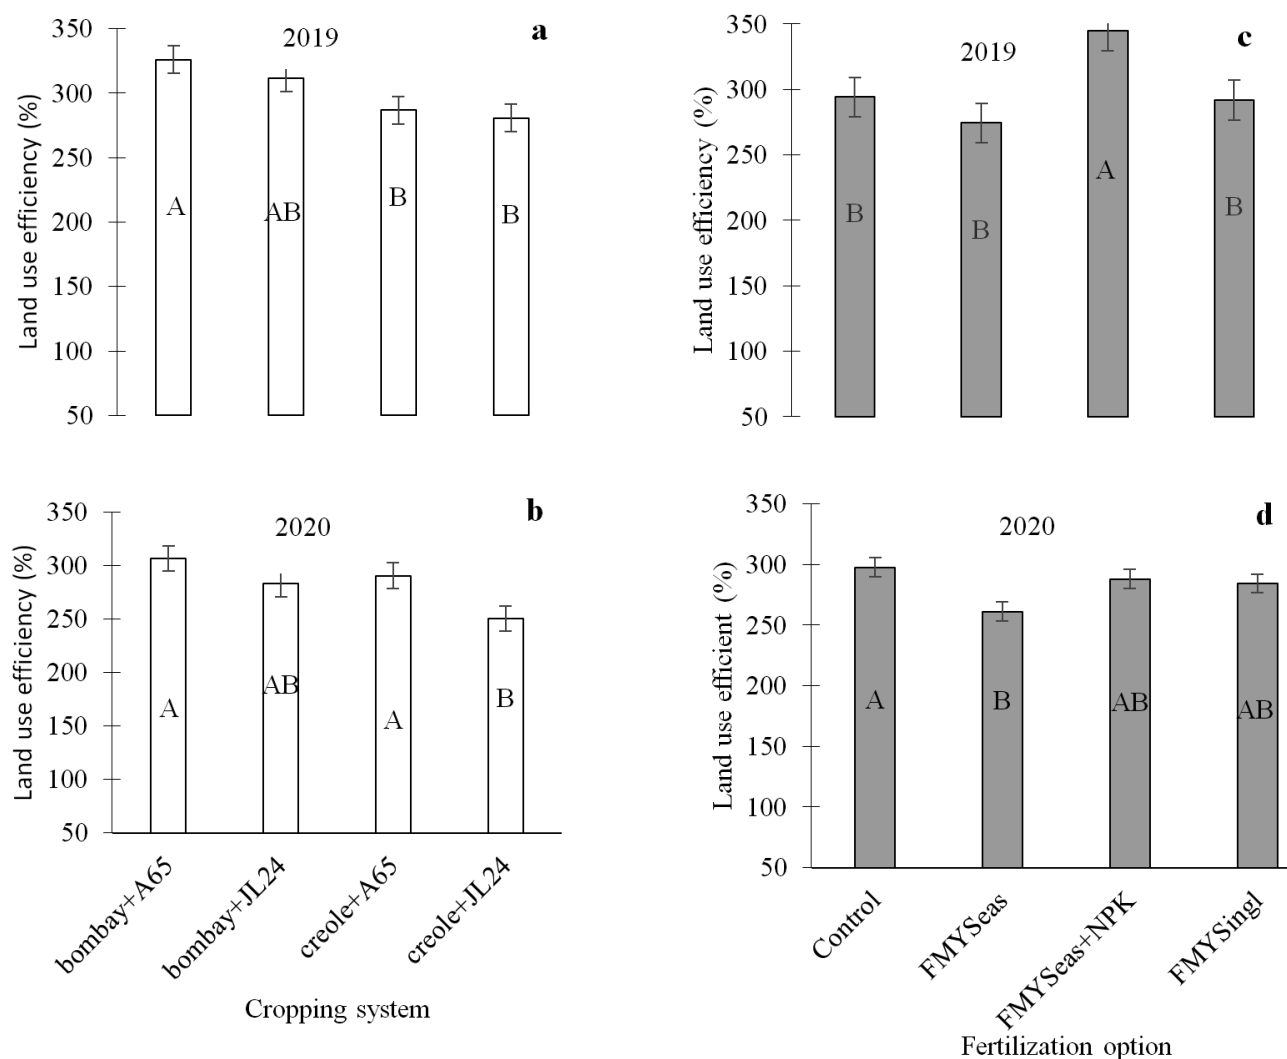 350
300
250
200
150
100
50
Land use efficiency (%)
2019
a
A
AB
B
B
350
300
250
200
150
100
50
Land use efficiency (%)
2019
c
B
B
A
B
350
300
250
200
150
100
50
Land use efficiency (%)
2020
b
A
AB
A
B
bombay+A65
bombay+JL24
creole+A65
creole+JL24
Cropping system
350
300
250
200
150
100
50
Land use efficient (%)
2020
d
A
B
AB
AB
Control
FMYSeas
FMYSeas+NPK
FMYSingl
Fertilization option